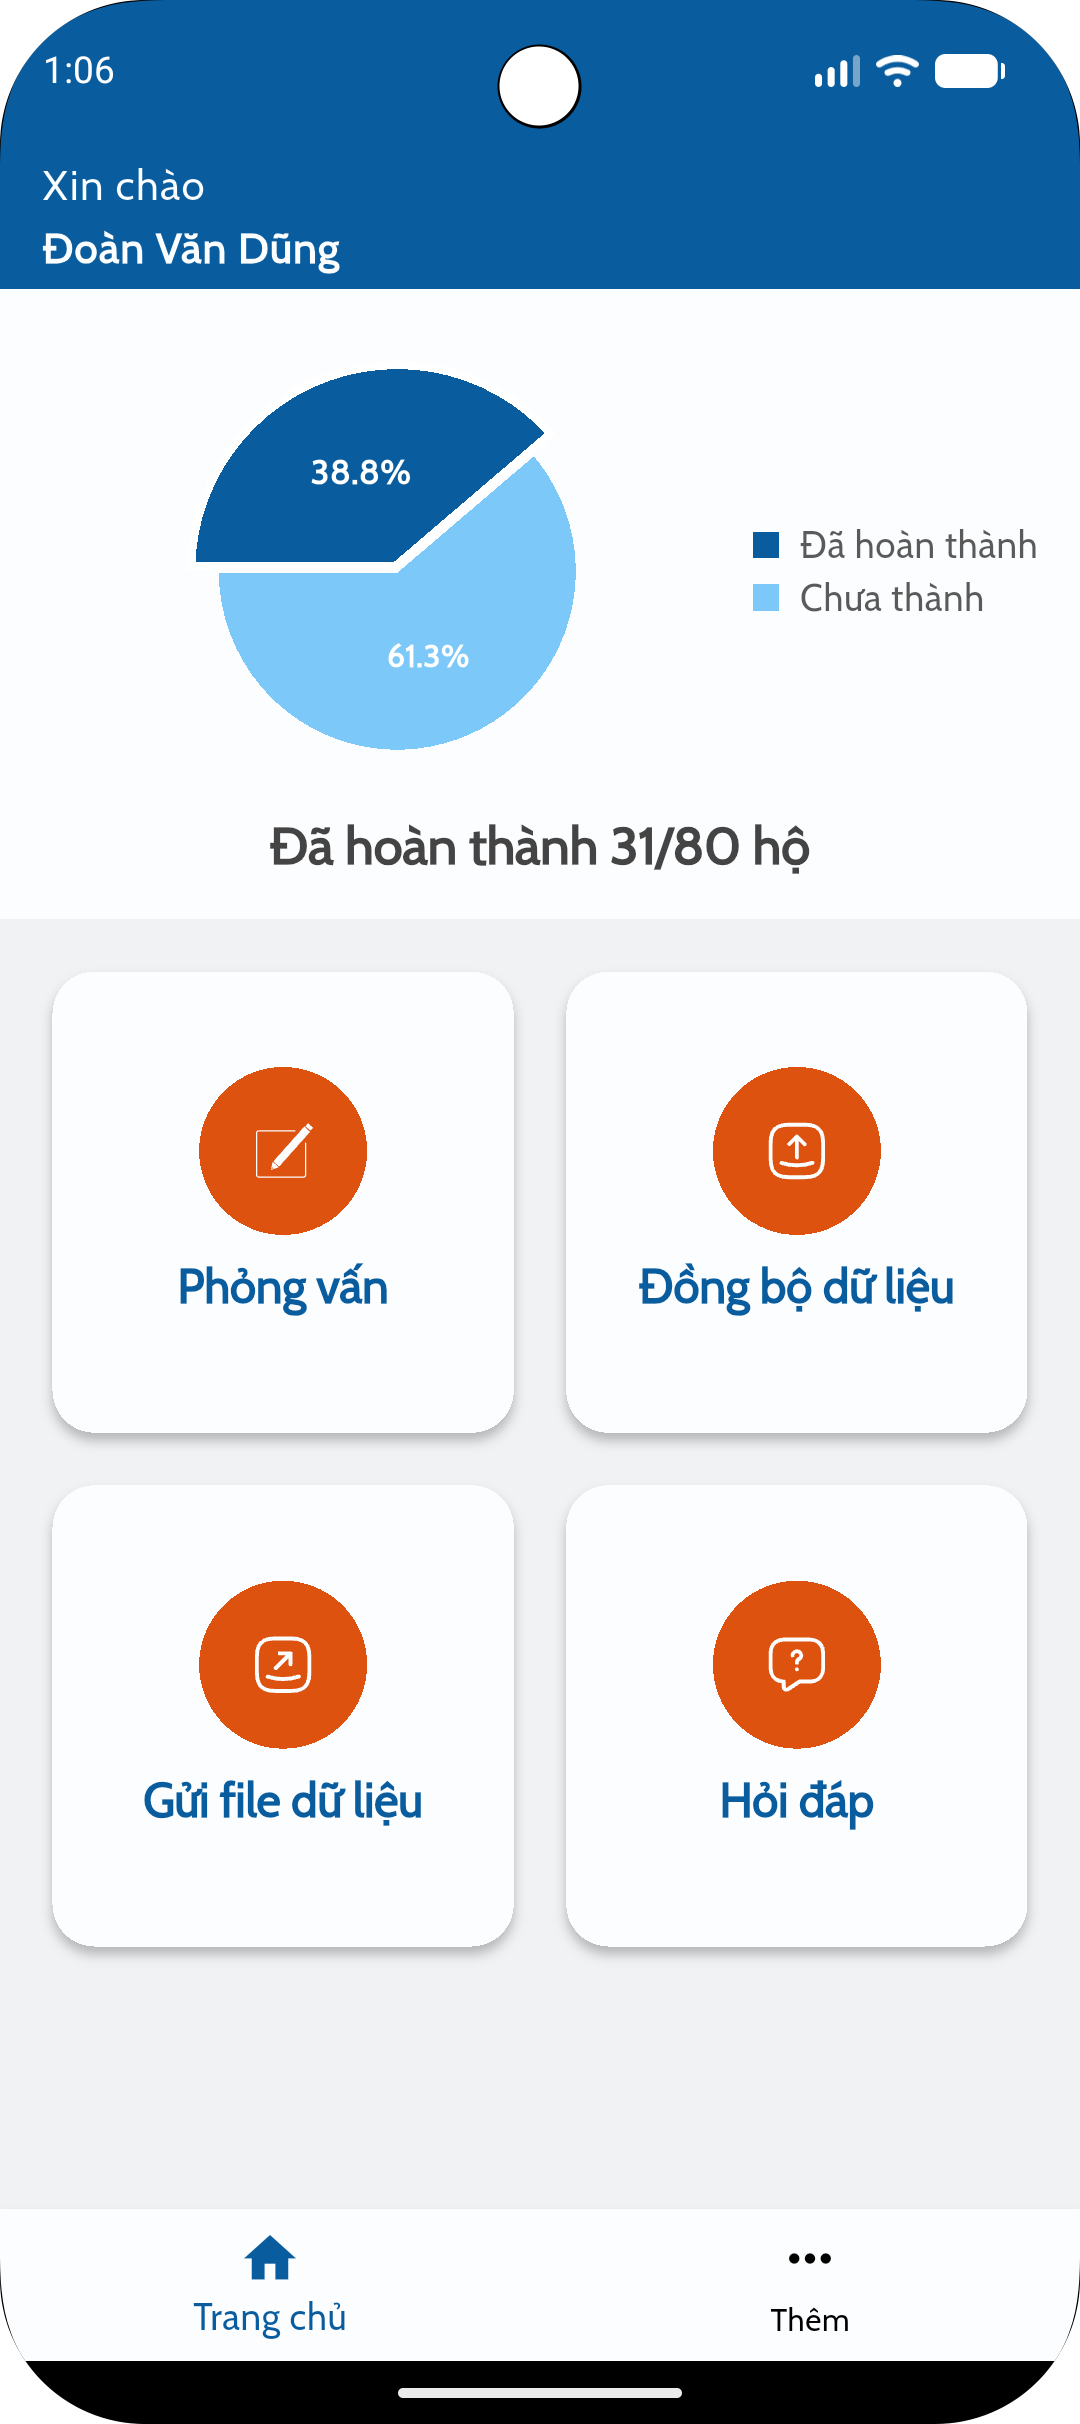 1:06
Xin chào
Đoàn Văn Dũng
38.8%
61.3%
Đã hoàn thành
Chưa thành
Đã hoàn thành 31/80 hộ
Phỏng vấn
Đồng bộ dữ liệu
Gửi file dữ liệu
Hỏi đáp
Trang chủ
Thêm